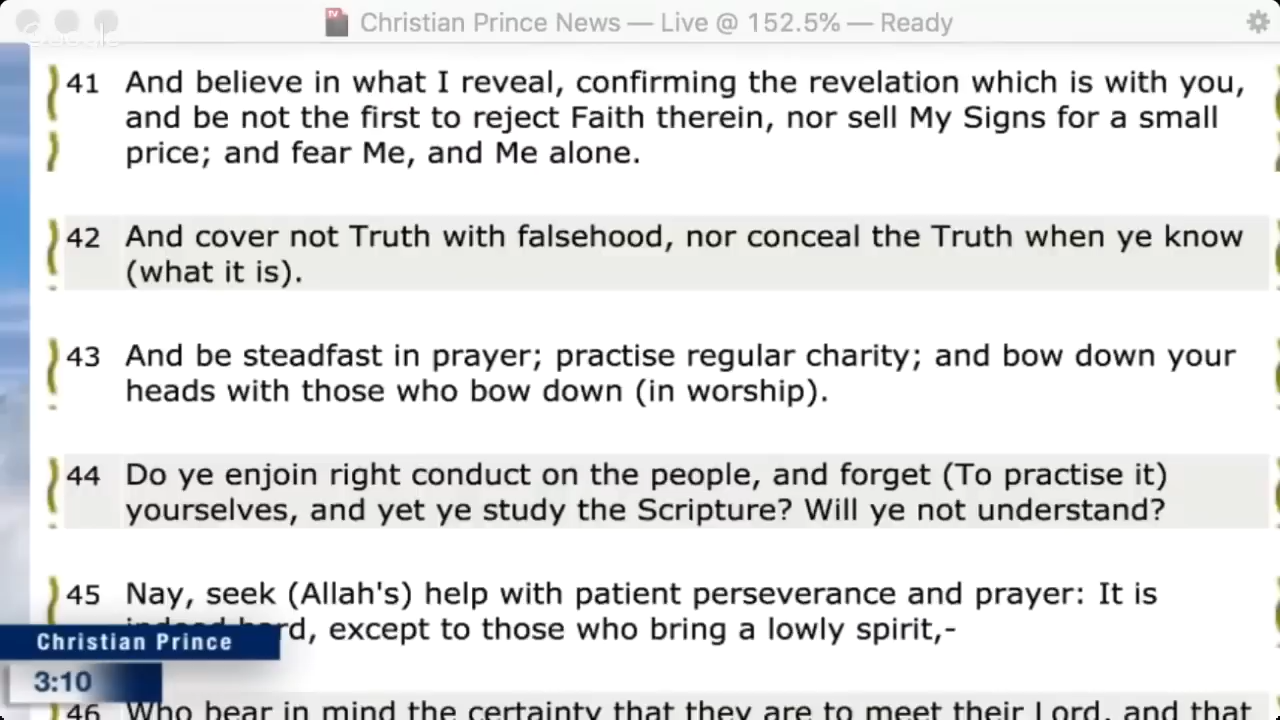 Christian Prince News — Live @ 152.5% — Ready
Google
41 And believe in what I reveal, confirming the revelation which is with you,
and be not the first to reject Faith therein, nor sell My Signs for a small
price; and fear Me, and Me alone.
42 And cover not Truth with falsehood, nor conceal the Truth when ye know
(what it is).
43 And be steadfast in prayer; practise regular charity; and bow down your
heads with those who bow down (in worship).
44 Do ye enjoin right conduct on the people, and forget (To practise it)
yourselves, and yet ye study the Scripture? Will ye not understand?
45 Nay, seek (Allah's) help with patient perseverance and prayer: It is
indeed hard, except to those who bring a lowly spirit,-
Christian Prince
3:10
46 Who bear in mind the certainty that they are to meet their Lord, and that